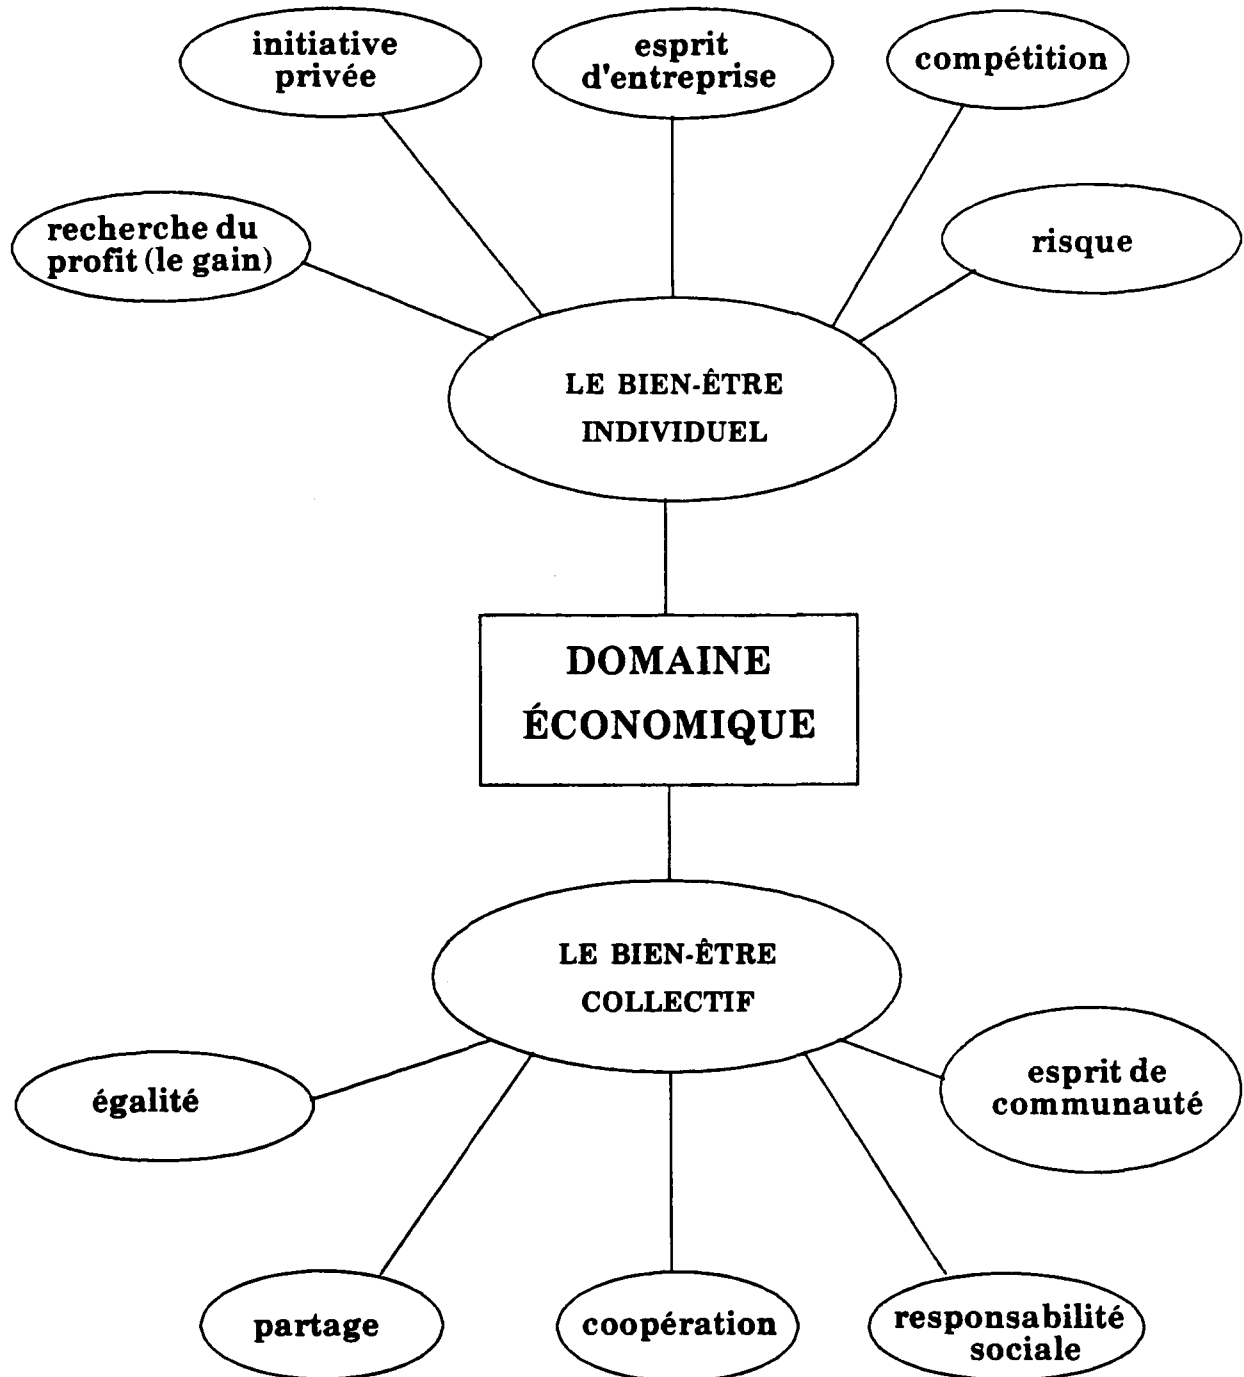 initiative
privée
esprit
d'entreprise
compétition
recherche du
profit (le gain)
risque
LE BIEN-ÊTRE
INDIVIDUEL
DOMAINE
ÉCONOMIQUE
LE BIEN-ÊTRE
COLLECTIF
égalité
esprit de
communauté
partage
coopération
responsabilité
sociale